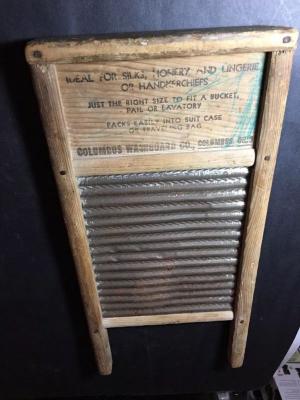 IDEAL FOR SILKS, HOSIERY AND LINGERIE
OR HANDKERCHIEFS
JUST THE RIGHT SIZE TO FIT A BUCKET,
PAIL OR LAVATORY
PACKS EASILY INTO SUIT CASE
OR TRAVELING BAG
COLUMBUS WASHBOARD CO., COLUMBUS,